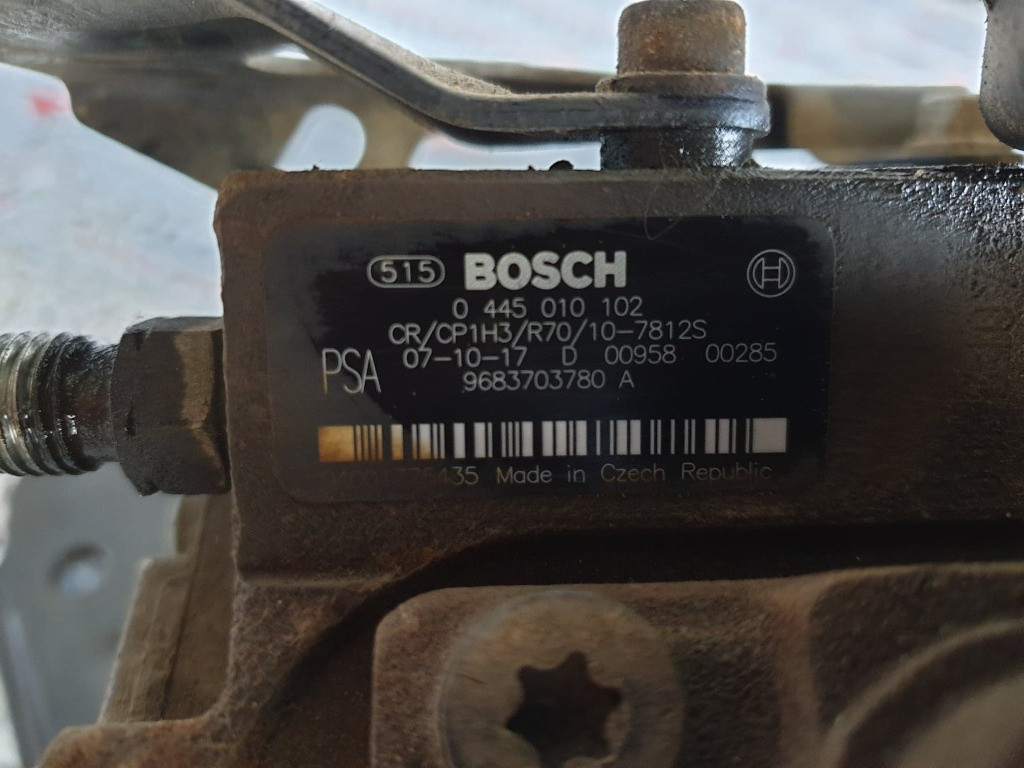 515 BOSCH
0 445 010 102
CR/CP1H3/R70/10-7812S
PSA 07-10-17 D 00958 00285
9683703780 A
Made in Czech Republic